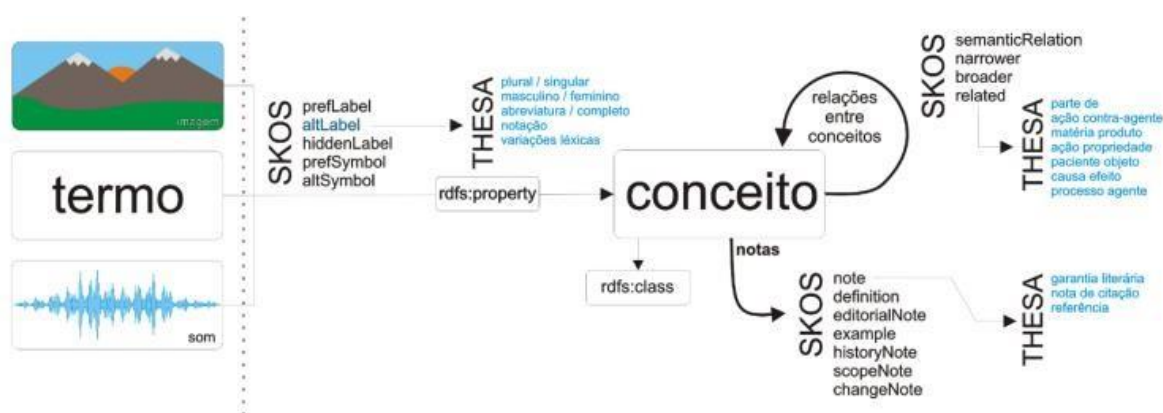 imagem
termo
som
SKOS
prefLabel
altLabel
hiddenLabel
prefSymbol
altSymbol
THESA
plural / singular
masculino / feminino
abreviatura / completo
notação
variações léxicas
rdfs:property
conceito
relações
entre
conceitos
rdfs:class
notas
SKOS
semanticRelation
narrower
broader
related
THESA
parte de
ação contra-agente
matéria produto
ação propriedade
paciente objeto
causa efeito
processo agente
SKOS
note
definition
editorialNote
example
historyNote
scopeNote
changeNote
THESA
garantia literária
nota de citação
referência